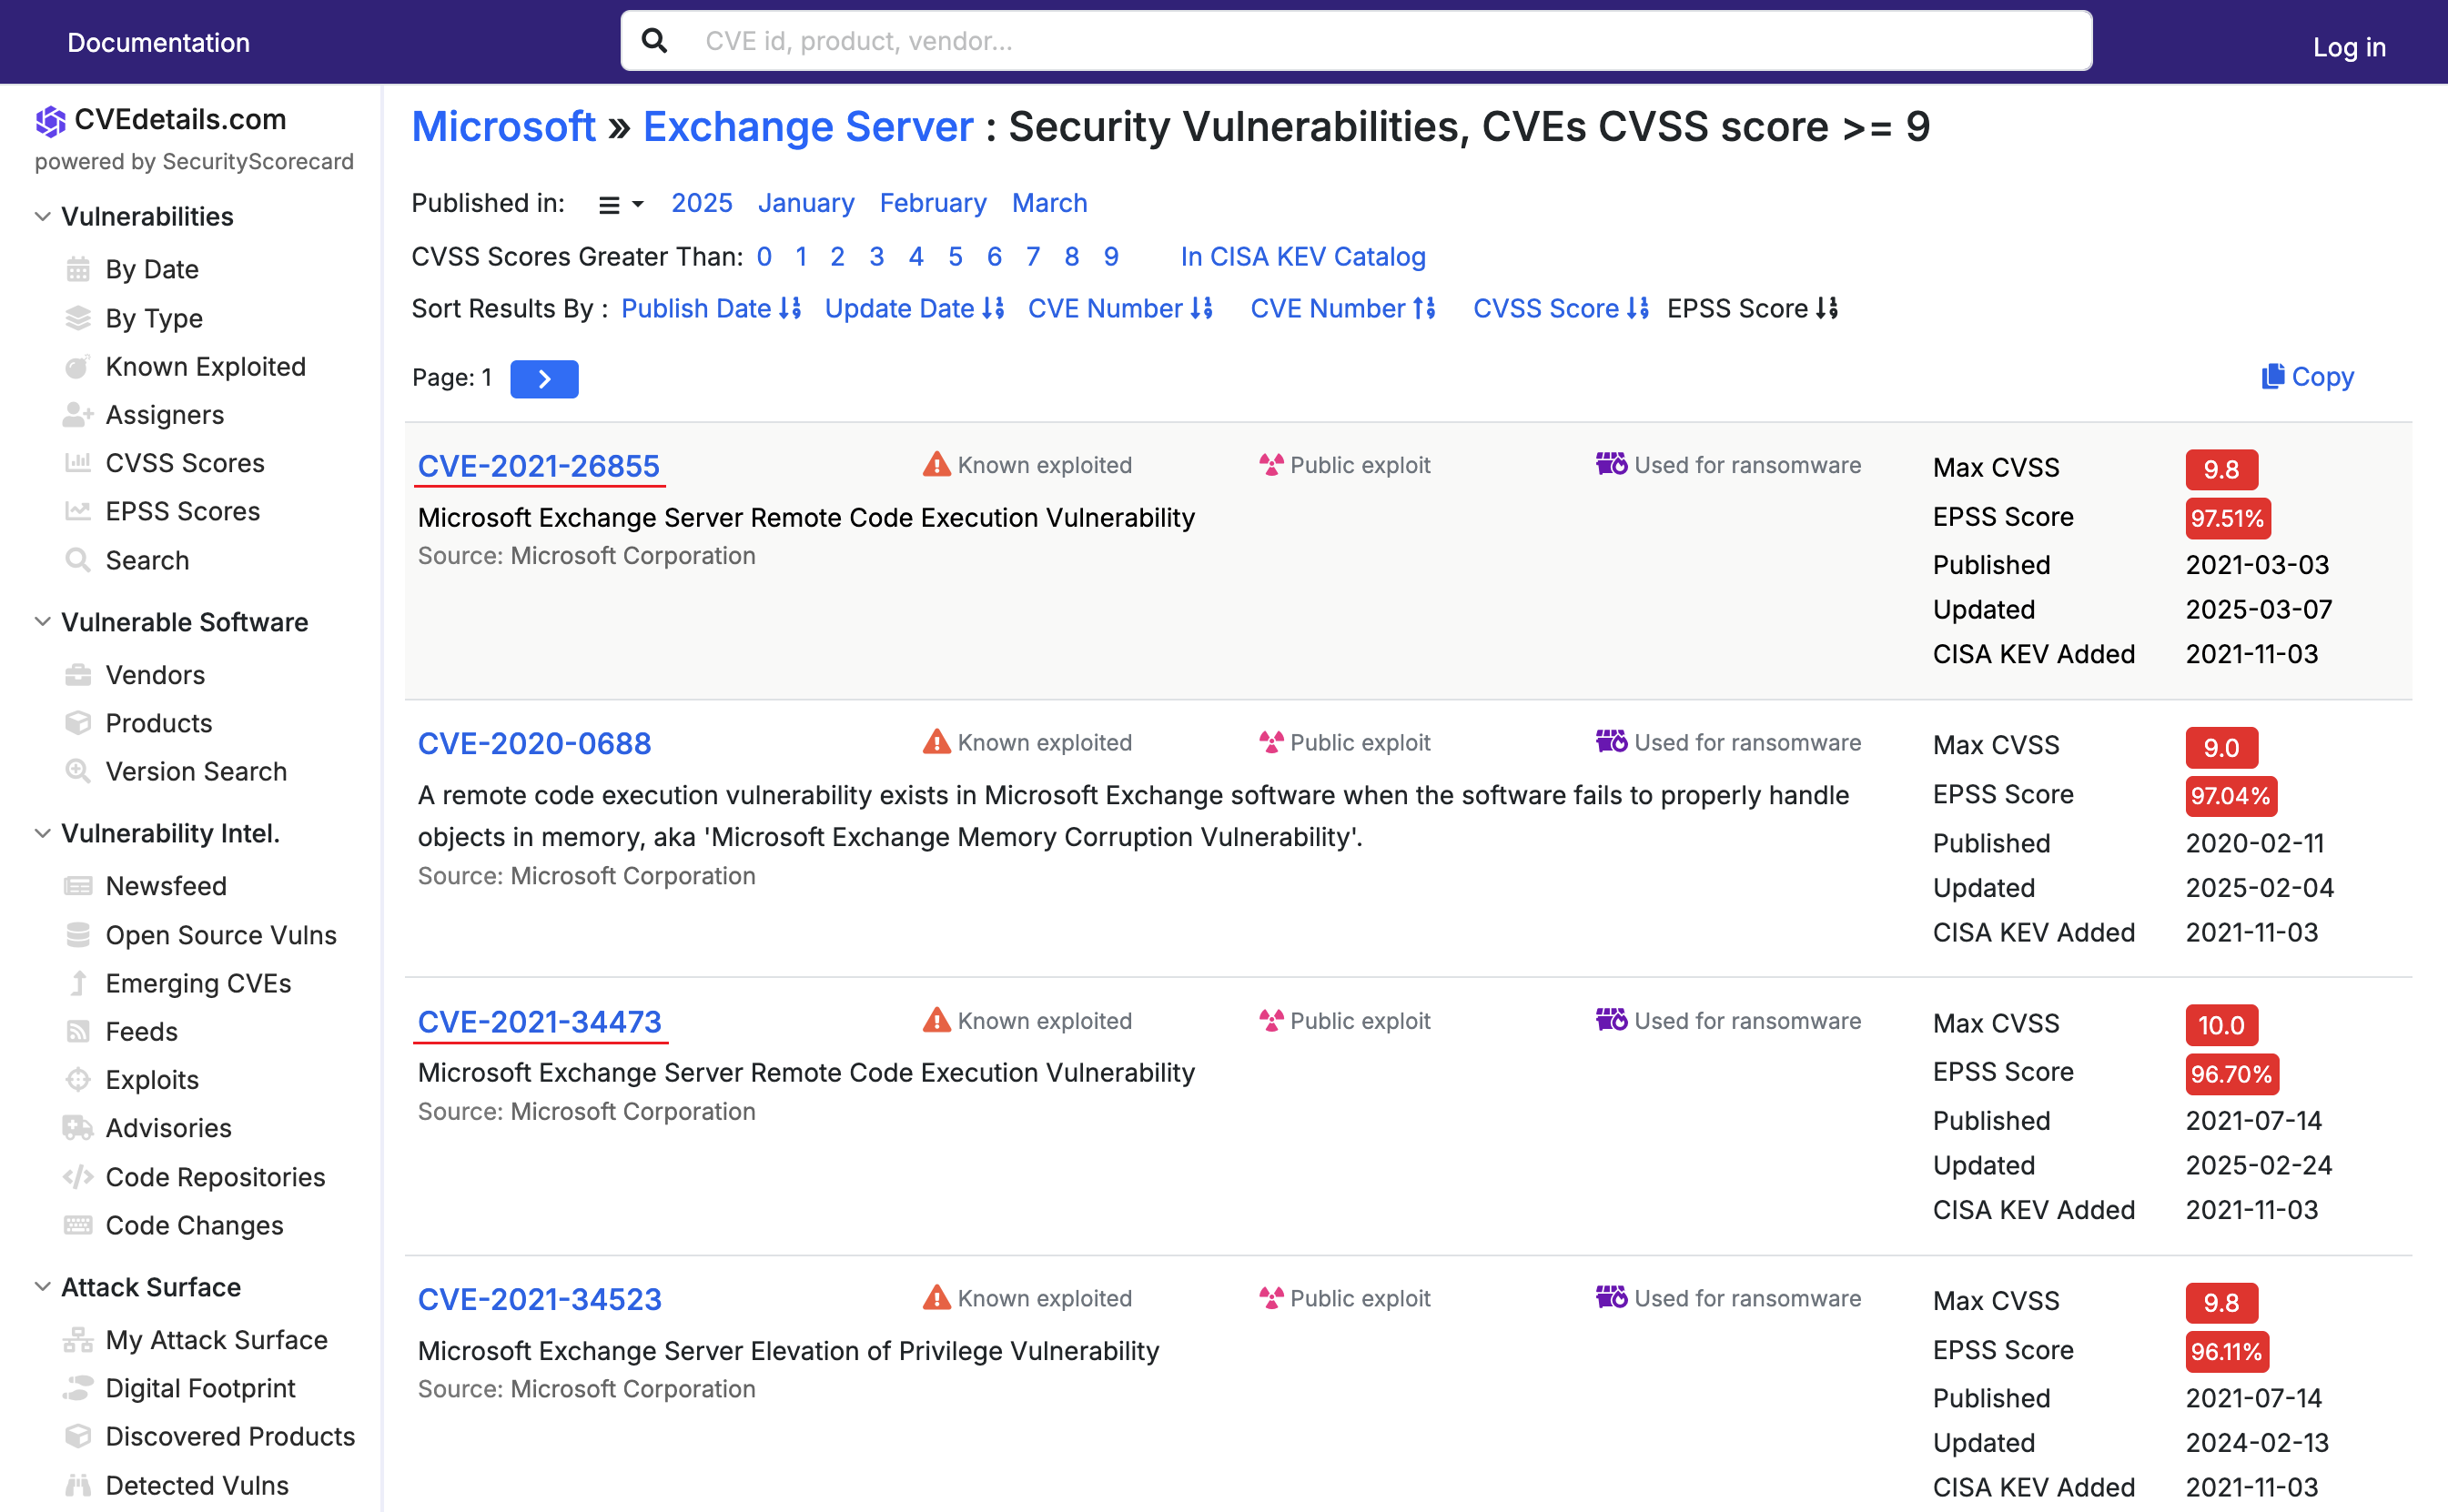 Documentation
CVE id, product, vendor...
Log in
CVEdetails.com
powered by SecurityScorecard
Vulnerabilities
By Date
By Type
Known Exploited
Assigners
CVSS Scores
EPSS Scores
Search
Vulnerable Software
Vendors
Products
Version Search
Vulnerability Intel.
Newsfeed
Open Source Vulns
Emerging CVEs
Feeds
Exploits
Advisories
Code Repositories
Code Changes
Attack Surface
My Attack Surface
Digital Footprint
Discovered Products
Detected Vulns
Microsoft » Exchange Server : Security Vulnerabilities, CVEs CVSS score >= 9
Published in: 2025 January February March
CVSS Scores Greater Than: 0 1 2 3 4 5 6 7 8 9 In CISA KEV Catalog
Sort Results By : Publish Date Update Date CVE Number CVE Number CVSS Score EPSS Score
Page: 1
Copy
CVE-2021-26855 Known exploited Public exploit Used for ransomware
Microsoft Exchange Server Remote Code Execution Vulnerability
Source: Microsoft Corporation
Max CVSS 9.8
EPSS Score 97.51%
Published 2021-03-03
Updated 2025-03-07
CISA KEV Added 2021-11-03
CVE-2020-0688 Known exploited Public exploit Used for ransomware
A remote code execution vulnerability exists in Microsoft Exchange software when the software fails to properly handle
objects in memory, aka 'Microsoft Exchange Memory Corruption Vulnerability'.
Source: Microsoft Corporation
Max CVSS 9.0
EPSS Score 97.04%
Published 2020-02-11
Updated 2025-02-04
CISA KEV Added 2021-11-03
CVE-2021-34473 Known exploited Public exploit Used for ransomware
Microsoft Exchange Server Remote Code Execution Vulnerability
Source: Microsoft Corporation
Max CVSS 10.0
EPSS Score 96.70%
Published 2021-07-14
Updated 2025-02-24
CISA KEV Added 2021-11-03
CVE-2021-34523 Known exploited Public exploit Used for ransomware
Microsoft Exchange Server Elevation of Privilege Vulnerability
Source: Microsoft Corporation
Max CVSS 9.8
EPSS Score 96.11%
Published 2021-07-14
Updated 2024-02-13
CISA KEV Added 2021-11-03